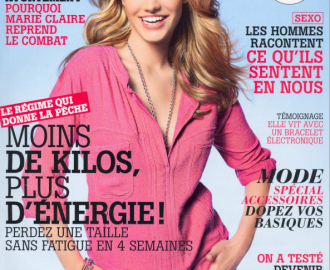 POURQUOI
MARIE CLAIRE
REPREND
LE COMBAT
SEXO
LES HOMMES
RACONTENT
CE QU'ILS
SENTENT
EN NOUS
LE RÉGIME QUI
DONNE LA PÊCHE
MOINS
DE KILOS,
PLUS
D'ÉNERGIE!
PERDEZ UNE TAILLE
SANS FATIGUE EN 4 SEMAINES
TÉMOIGNAGE
ELLE VIT AVEC
UN BRACELET
ÉLECTRONIQUE
MODE
SPÉCIAL
ACCESSOIRES
DOPEZ VOS
BASIQUES
ON A TESTÉ
DEVENIR